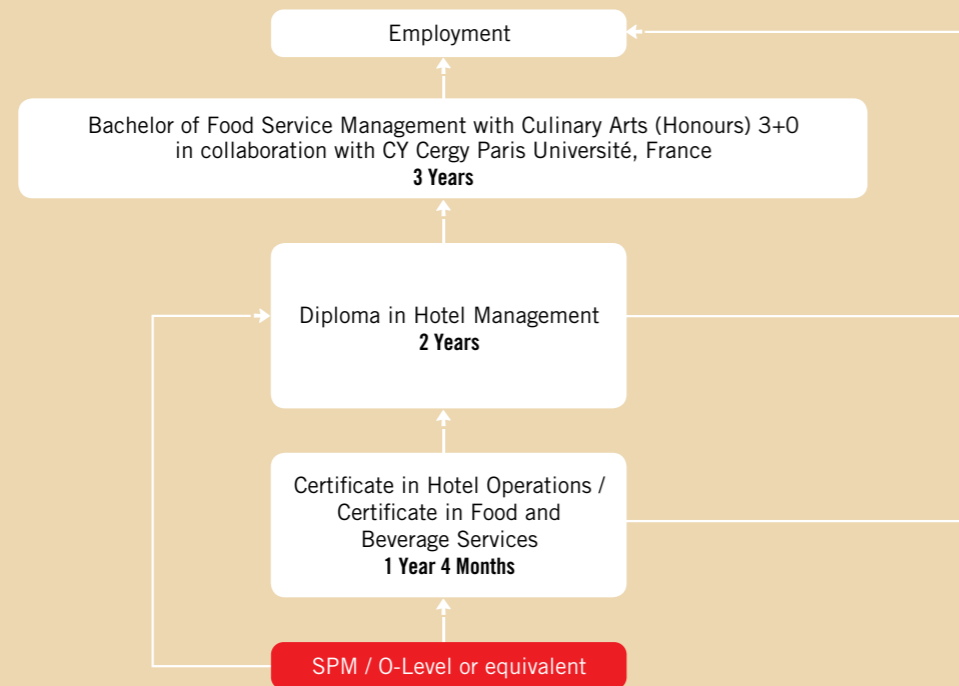 Employment
Bachelor of Food Service Management with Culinary Arts (Honours) 3+0
in collaboration with CY Cergy Paris Université, France
3 Years
Diploma in Hotel Management
2 Years
Certificate in Hotel Operations /
Certificate in Food and
Beverage Services
1 Year 4 Months
SPM / O-Level or equivalent